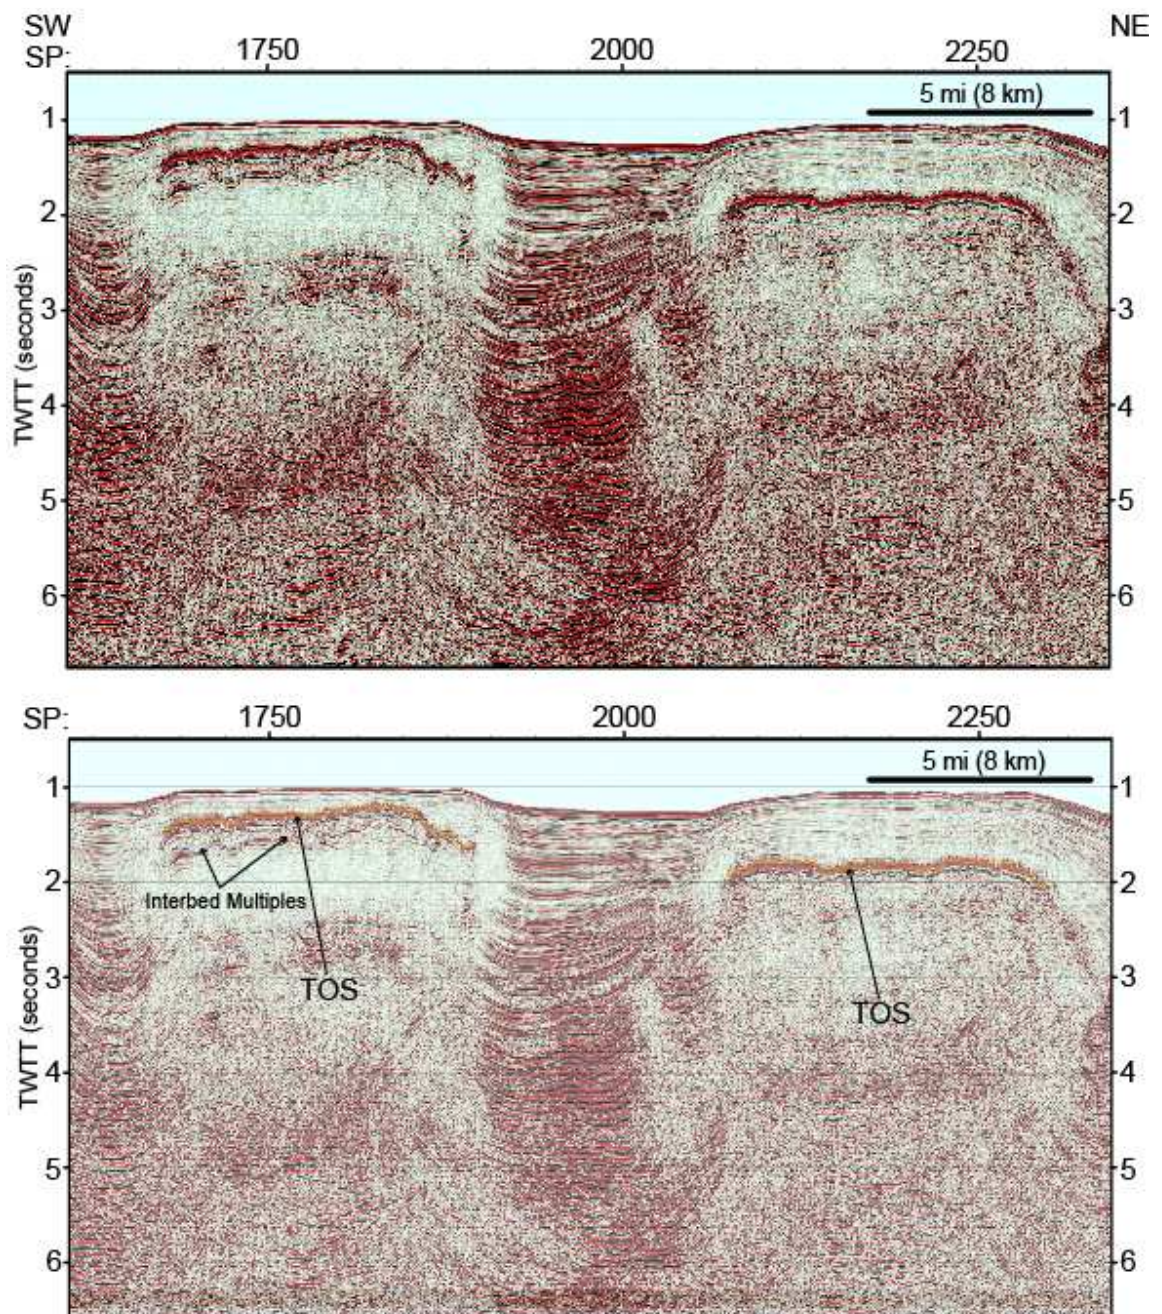 SW NE
SP: 1750 2000 2250
5 mi (8 km)
1 1
2 2
3 3
4 4
5 5
6 6
TWTT (seconds)
SP: 1750 2000 2250
5 mi (8 km)
1 1
2 2
Interbed Multiples
3 3
TOS
TOS
4 4
5 5
6 6
TWTT (seconds)